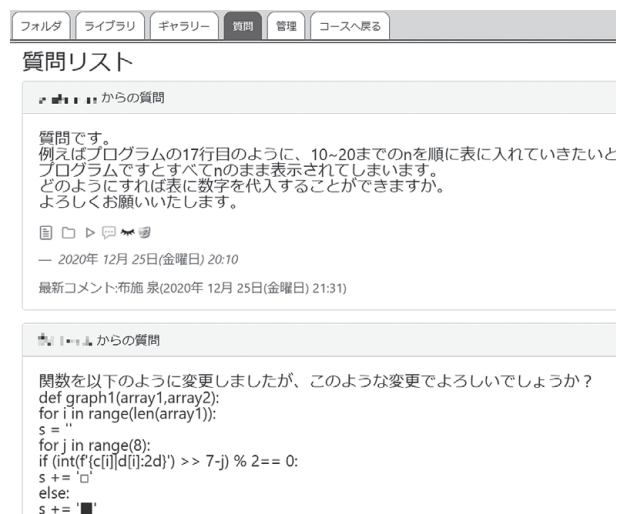 フォルダ
ライブラリ
ギャラリー
質問
管理
コースへ戻る
質問リスト
からの質問
質問です。
例えばプログラムの17行目のように、10~20までのnを順に表に入れていきたいと
プログラムですとすべてnのまま表示されてしまいます。
どのようにすれば表に数字を代入することができますか。
よろしくお願いいたします。
— 2020年 12月 25日(金曜日) 20:10
最新コメント:布施 泉(2020年 12月 25日(金曜日) 21:31)
からの質問
関数を以下のように変更しましたが、このような変更でよろしいでしょうか？
def graph1(array1,array2):
for i in range(len(array1)):
s = ''
for j in range(8):
if (int(f'{c[i]|d[i]:2d}') >> 7-j) % 2== 0:
s += '□'
else:
s += '■'